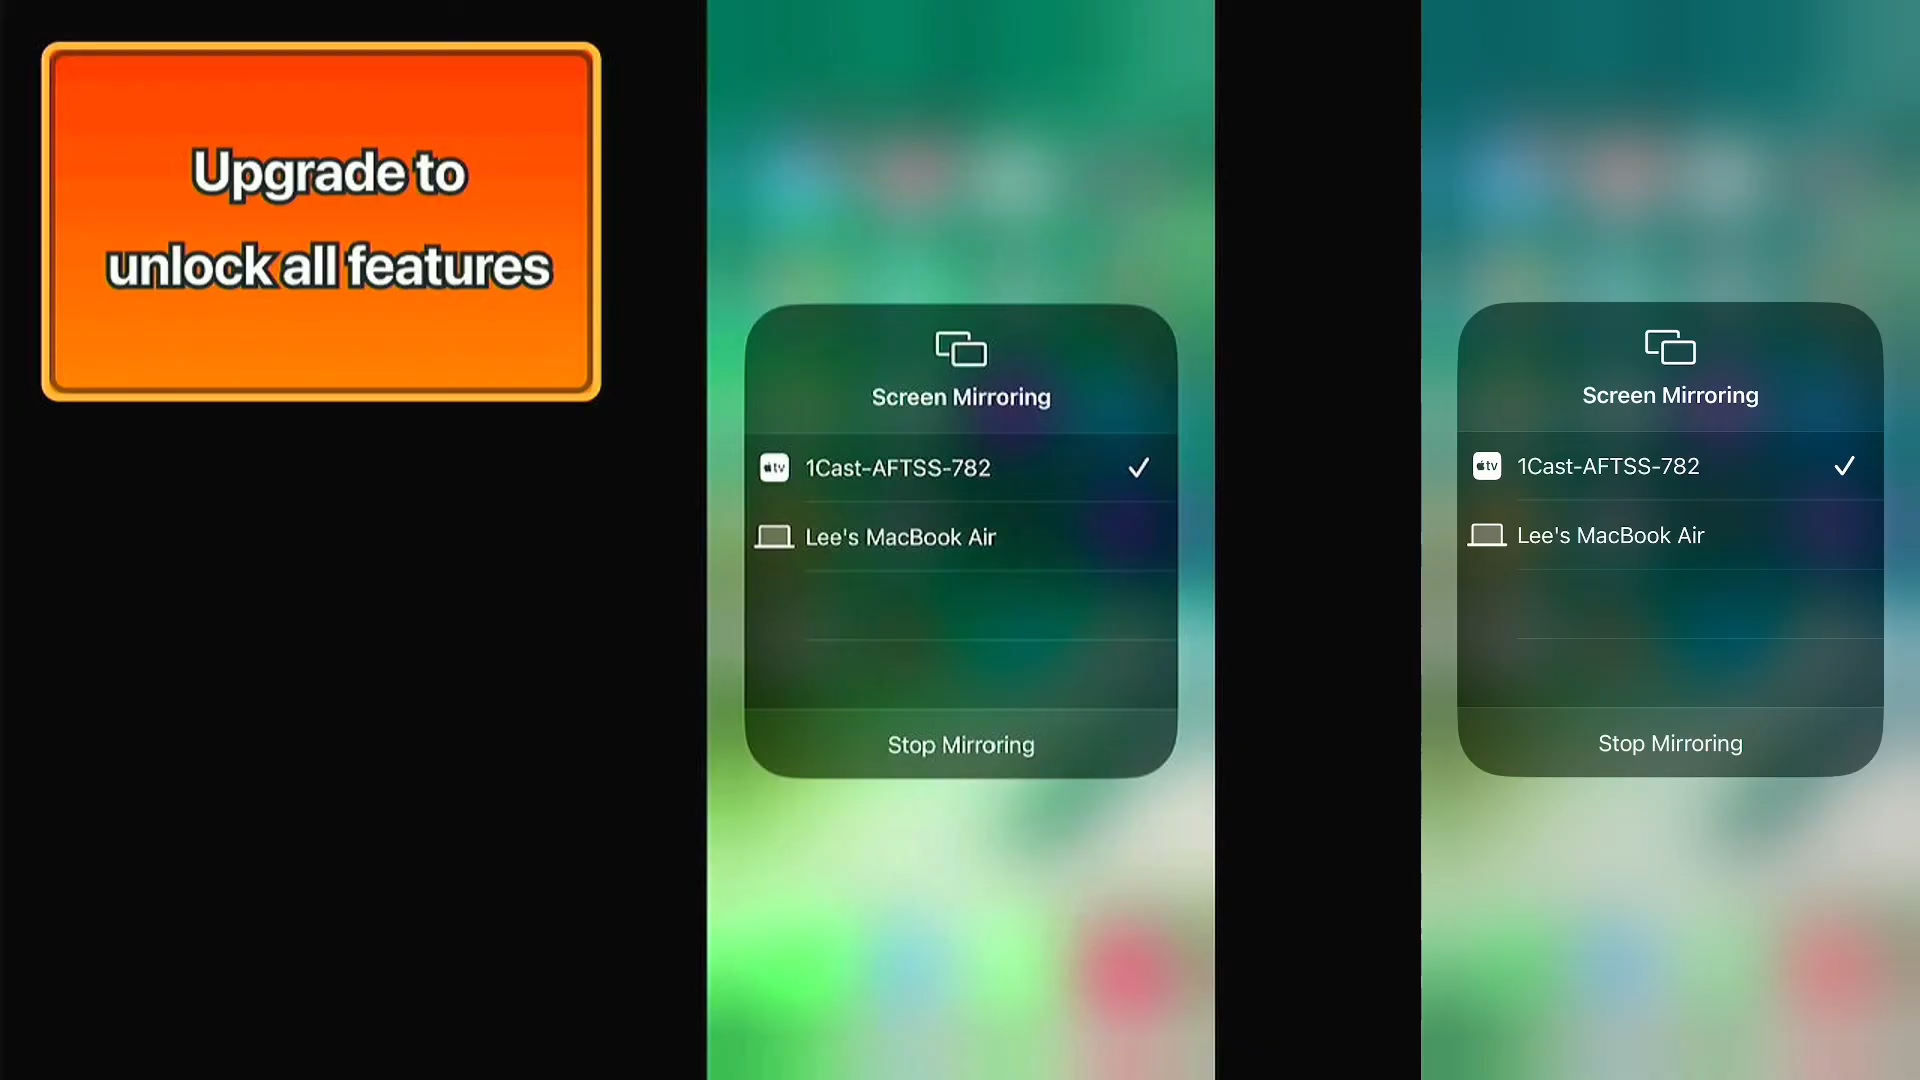 Upgrade to
unlock all features
Screen Mirroring
tv 1Cast-AFTSS-782
Lee's MacBook Air
Stop Mirroring
Screen Mirroring
tv 1Cast-AFTSS-782
Lee's MacBook Air
Stop Mirroring